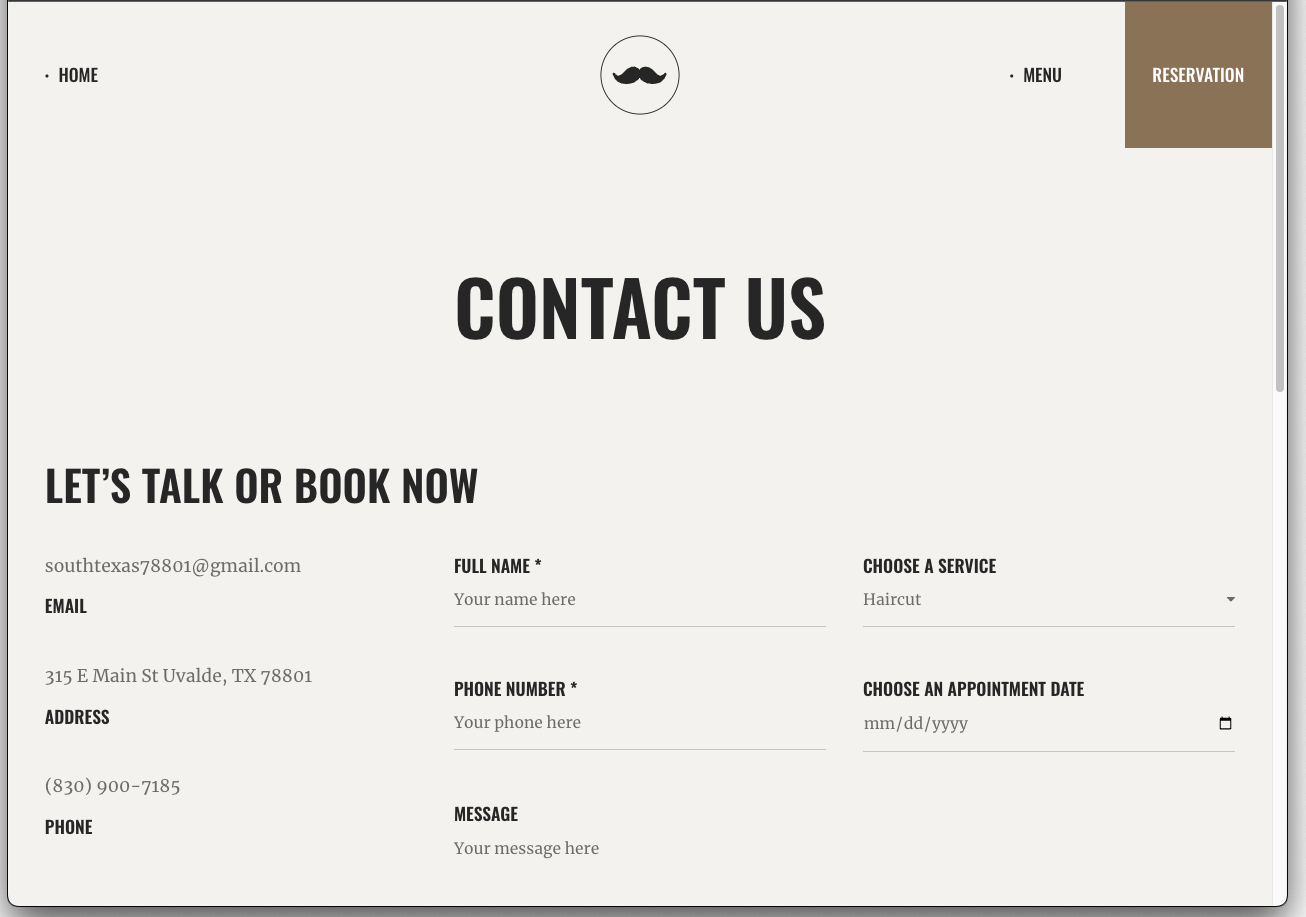 · HOME
· MENU
RESERVATION
CONTACT US
LET’S TALK OR BOOK NOW
southtexas78801@gmail.com
EMAIL
315 E Main St Uvalde, TX 78801
ADDRESS
(830) 900-7185
PHONE
FULL NAME *
Your name here
PHONE NUMBER *
Your phone here
MESSAGE
Your message here
CHOOSE A SERVICE
Haircut
CHOOSE AN APPOINTMENT DATE
mm/dd/yyyy